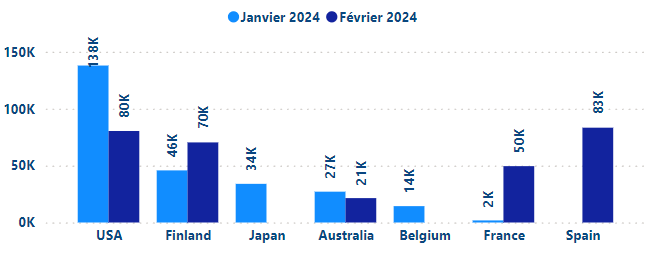 Janvier 2024 Février 2024
150K
100K
50K
0K
138K 80K 46K 70K 34K 27K 21K 14K 2K 50K 83K
USA Finland Japan Australia Belgium France Spain